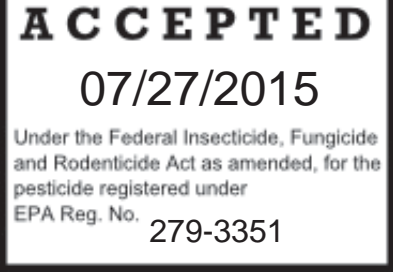 ACCEPTED
07/27/2015
Under the Federal Insecticide, Fungicide
and Rodenticide Act as amended, for the
pesticide registered under
EPA Reg. No. 279-3351